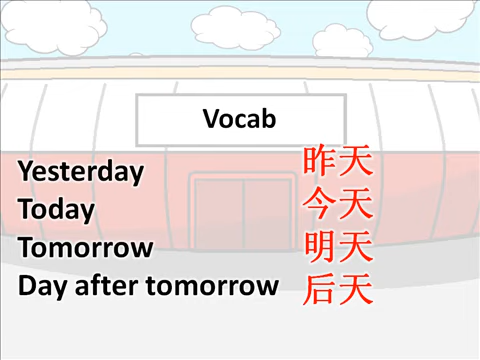 Vocab
Yesterday 昨天
Today 今天
Tomorrow 明天
Day after tomorrow 后天